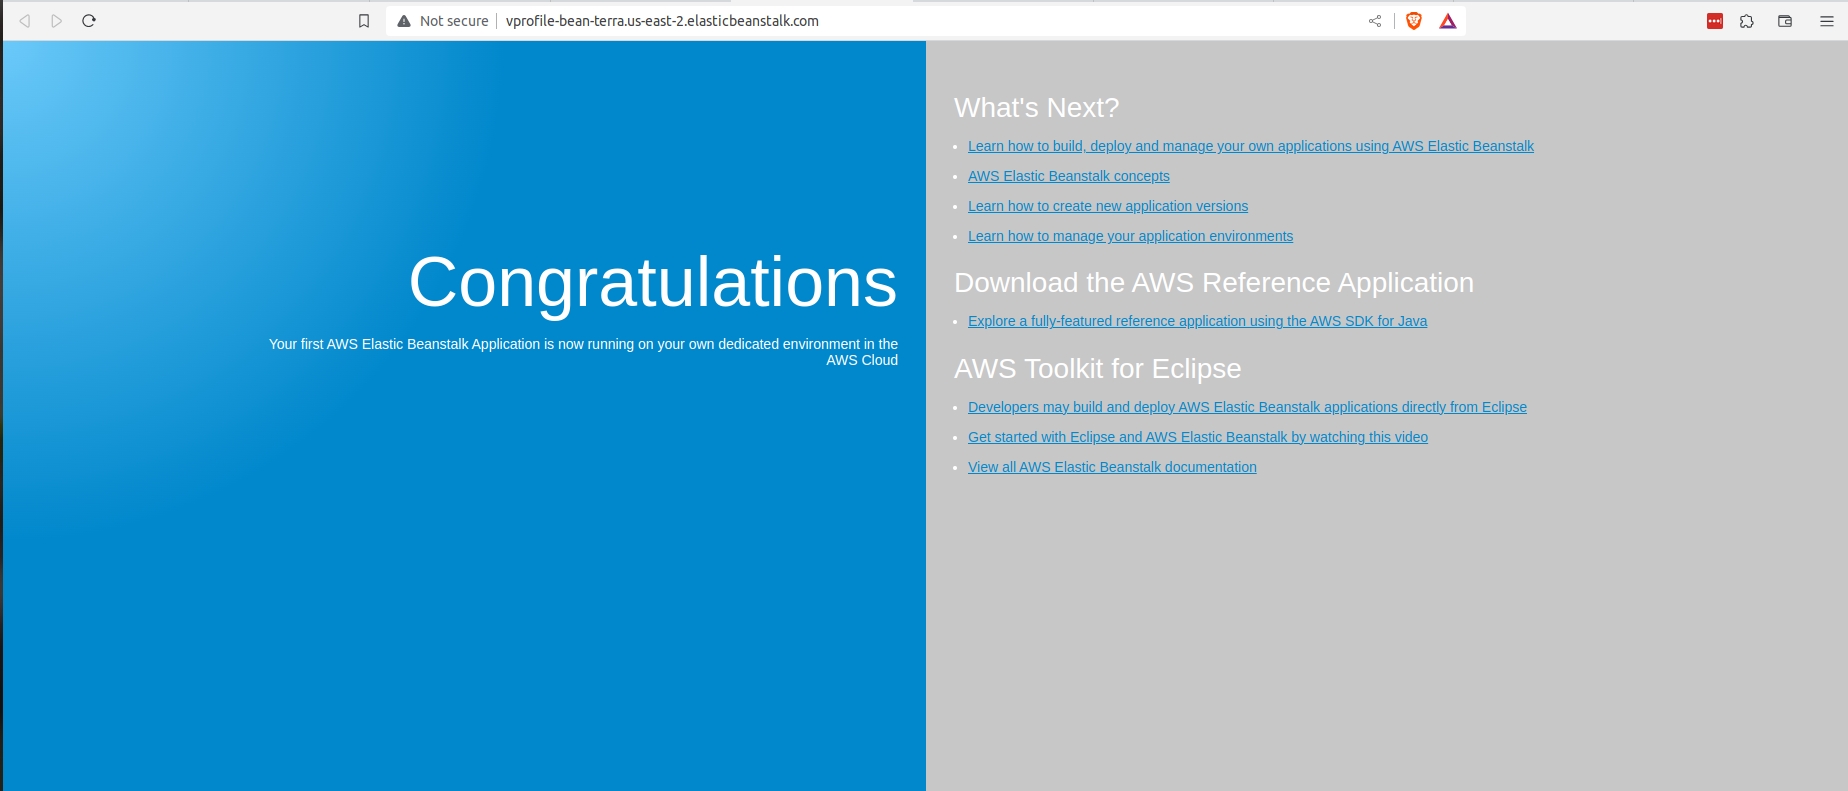 Not secure vprofile-bean-terra.us-east-2.elasticbeanstalk.com
Congratulations
Your first AWS Elastic Beanstalk Application is now running on your own dedicated environment in the
AWS Cloud
What's Next?
Learn how to build, deploy and manage your own applications using AWS Elastic Beanstalk
AWS Elastic Beanstalk concepts
Learn how to create new application versions
Learn how to manage your application environments
Download the AWS Reference Application
Explore a fully-featured reference application using the AWS SDK for Java
AWS Toolkit for Eclipse
Developers may build and deploy AWS Elastic Beanstalk applications directly from Eclipse
Get started with Eclipse and AWS Elastic Beanstalk by watching this video
View all AWS Elastic Beanstalk documentation